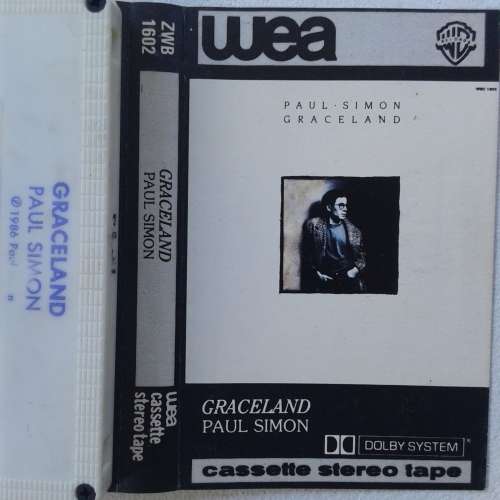 GRACELAND
PAUL SIMON
℗1986
ZWB
1602
GRACELAND
PAUL SIMON
wea
cassette
stereo tape
wea
PAUL · SIMON
GRACELAND
GRACELAND
PAUL SIMON
DOLBY SYSTEM
cassette stereo tape